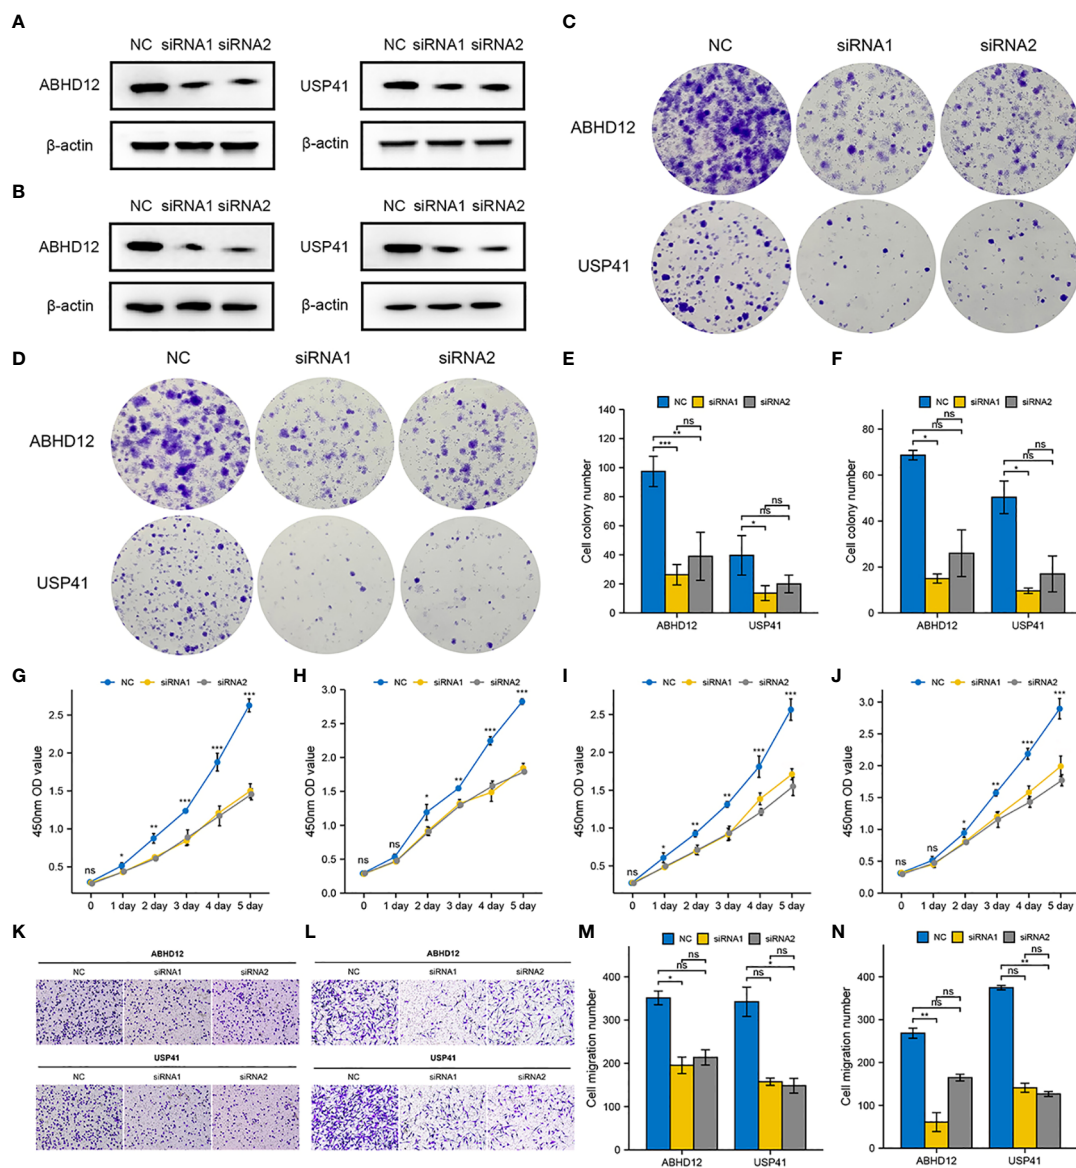 A
NC siRNA1 siRNA2
ABHD12
β-actin
NC siRNA1 siRNA2
USP41
β-actin
B
NC siRNA1 siRNA2
ABHD12
β-actin
NC siRNA1 siRNA2
USP41
β-actin
C
NC siRNA1 siRNA2
ABHD12
USP41
D
NC siRNA1 siRNA2
ABHD12
USP41
E
NC siRNA1 siRNA2
Cell colony number
140
120
100
80
60
40
20
0
ns
**
***
ns
ns
*
ABHD12 USP41
F
NC siRNA1 siRNA2
Cell colony number
80
60
40
20
0
ns
ns
*
ns
ns
*
ABHD12 USP41
G
NC siRNA1 siRNA2
450nm OD value
2.5
2.0
1.5
1.0
0.5
ns * ** *** *** ***
0 1 day 2 day 3 day 4 day 5 day
H
NC siRNA1 siRNA2
450nm OD value
3.0
2.5
2.0
1.5
1.0
0.5
0.0
ns ns * ** *** ***
0 1 day 2 day 3 day 4 day 5 day
I
NC siRNA1 siRNA2
450nm OD value
2.5
2.0
1.5
1.0
0.5
ns * ** ** *** ***
0 1 day 2 day 3 day 4 day 5 day
J
NC siRNA1 siRNA2
450nm OD value
3.0
2.5
2.0
1.5
1.0
0.5
0.0
ns ns * ** *** ***
0 1 day 2 day 3 day 4 day 5 day
K
ABHD12
NC siRNA1 siRNA2
USP41
NC siRNA1 siRNA2
L
ABHD12
NC siRNA1 siRNA2
USP41
NC siRNA1 siRNA2
M
NC siRNA1 siRNA2
Cell migration number
400
300
200
100
0
ns
ns
*
ns
*
ns
ABHD12 USP41
N
NC siRNA1 siRNA2
Cell migration number
400
300
200
100
0
ns
ns
**
ns
**
ns
ABHD12 USP41